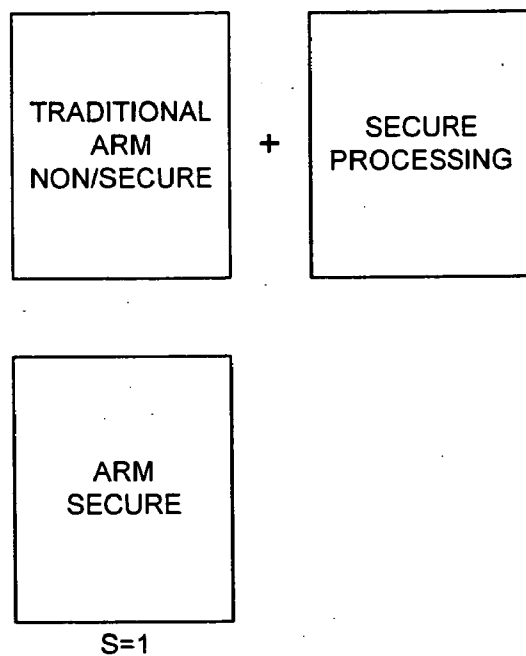 TRADITIONAL
ARM
NON/SECURE
+
SECURE
PROCESSING
ARM
SECURE
S=1